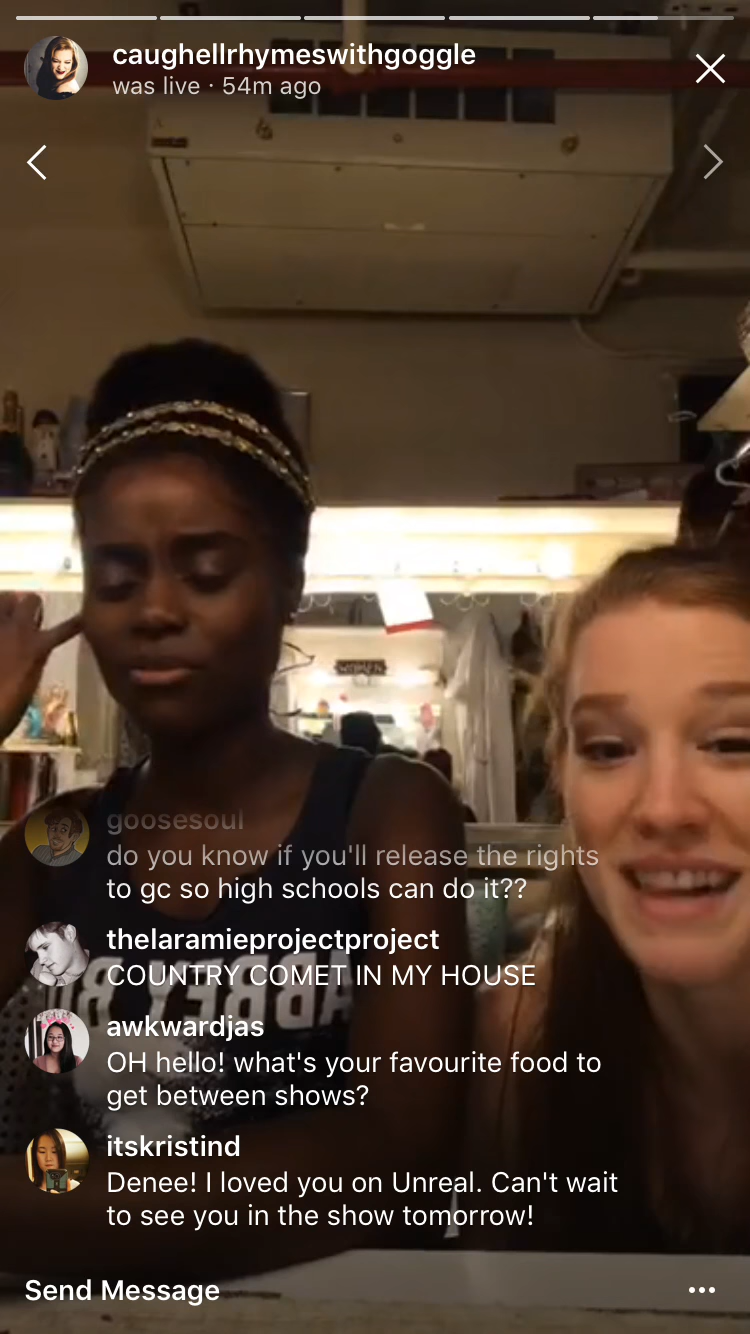 caughellrhymeswithgoggle
was live · 54m ago
goosesoul
do you know if you'll release the rights
to gc so high schools can do it??
thelaramieprojectproject
COUNTRY COMET IN MY HOUSE
awkwardjas
OH hello! what's your favourite food to
get between shows?
itskristind
Denee! I loved you on Unreal. Can't wait
to see you in the show tomorrow!
Send Message